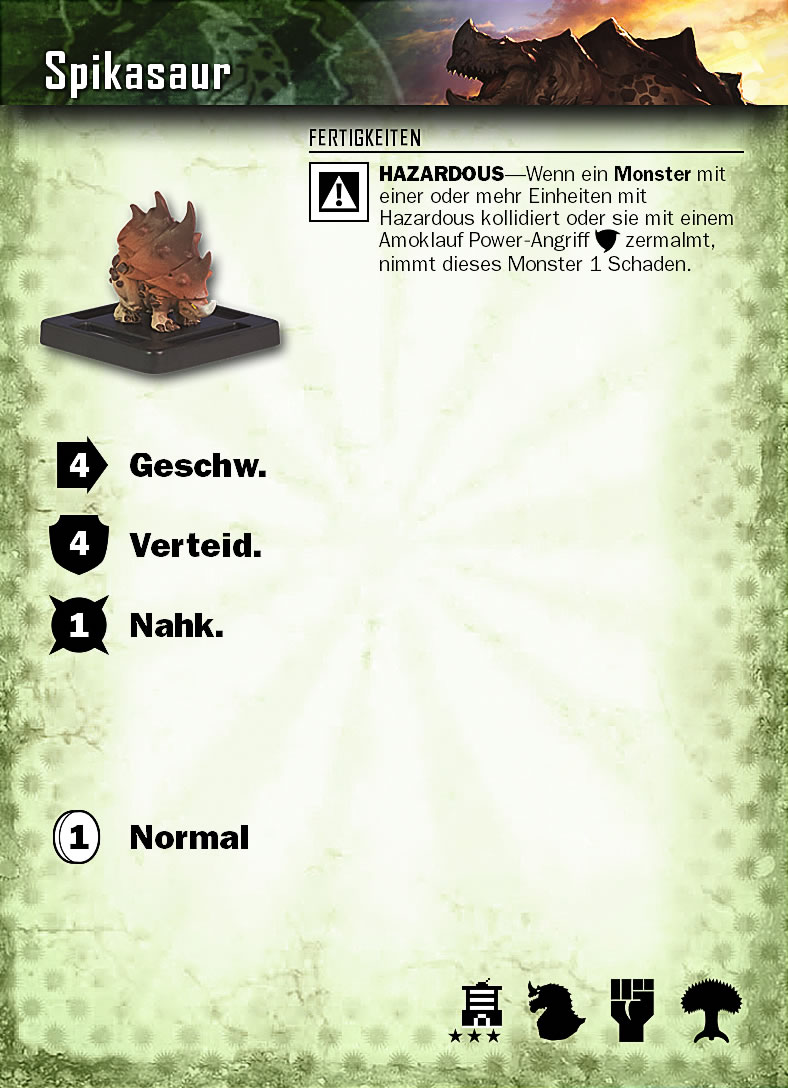 Spikasaur
FERTIGKEITEN
HAZARDOUS—Wenn ein Monster mit
einer oder mehr Einheiten mit
Hazardous kollidiert oder sie mit einem
Amoklauf Power-Angriff zermalmt,
nimmt dieses Monster 1 Schaden.
4 Geschw.
4 Verteid.
1 Nahk.
1 Normal